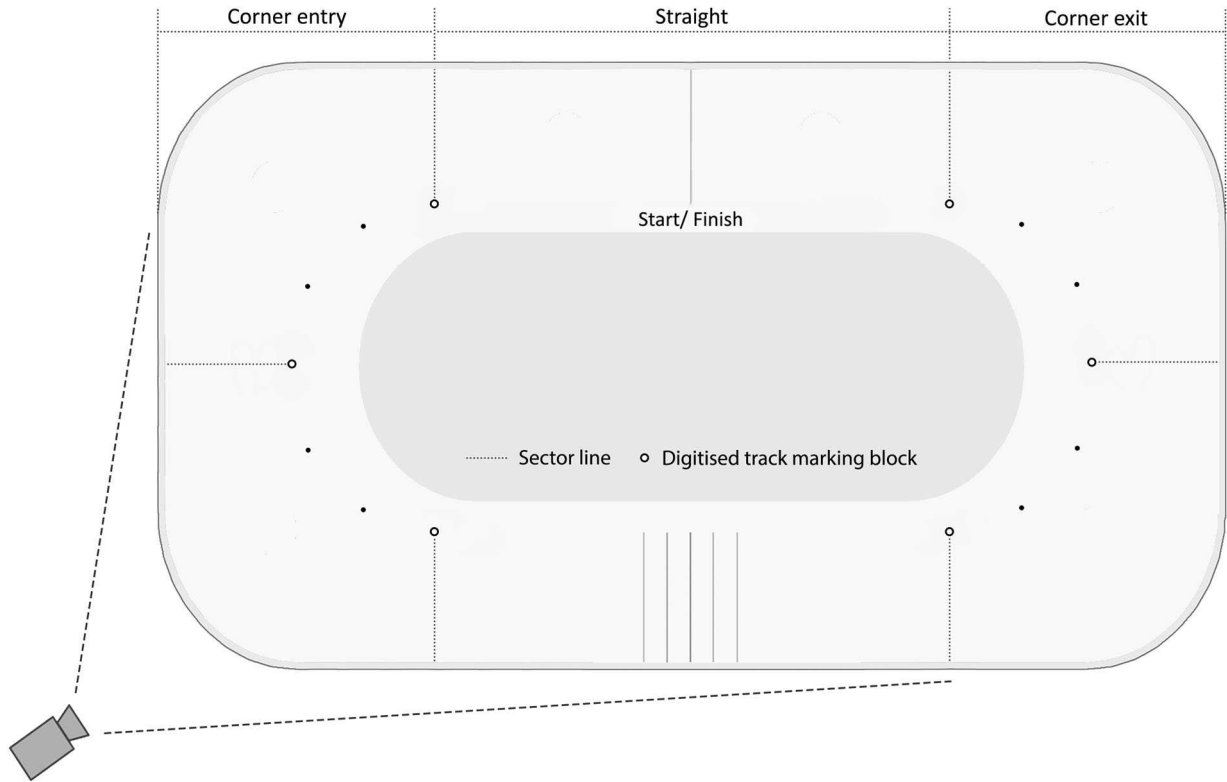 Corner entry
Straight
Corner exit
Start/ Finish
Sector line
Digitised track marking block